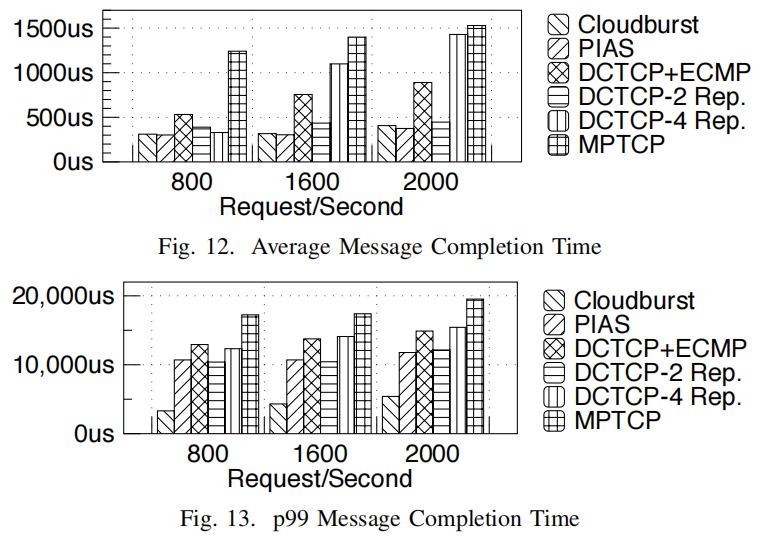 1500us
1000us
500us
0us
800
1600
2000
Request/Second
Cloudburst
PIAS
DCTCP+ECMP
DCTCP-2 Rep.
DCTCP-4 Rep.
MPTCP
Fig. 12. Average Message Completion Time
20,000us
10,000us
0us
800
1600
2000
Request/Second
Cloudburst
PIAS
DCTCP+ECMP
DCTCP-2 Rep.
DCTCP-4 Rep.
MPTCP
Fig. 13. p99 Message Completion Time